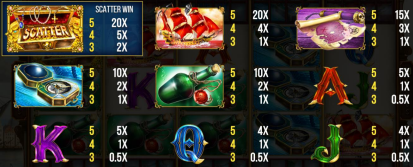 SCATTER WIN
SCATTER
5 20X
4 5X
3 2X
5 20X
4 4X
3 1X
5 15X
4 3X
3 1X
5 10X
4 2X
3 1X
5 10X
4 2X
3 1X
A
5 5X
4 1X
3 0.5X
K
5 5X
4 1X
3 0.5X
Q
5 4X
4 1X
3 0.5X
J
5 4X
4 1X
3 0.5X